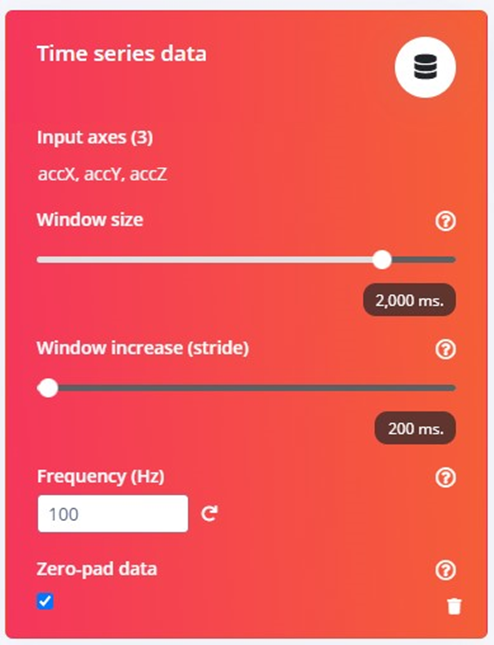 Time series data
Input axes (3)
accX, accY, accZ
Window size
2,000 ms.
Window increase (stride)
200 ms.
Frequency (Hz)
100
Zero-pad data